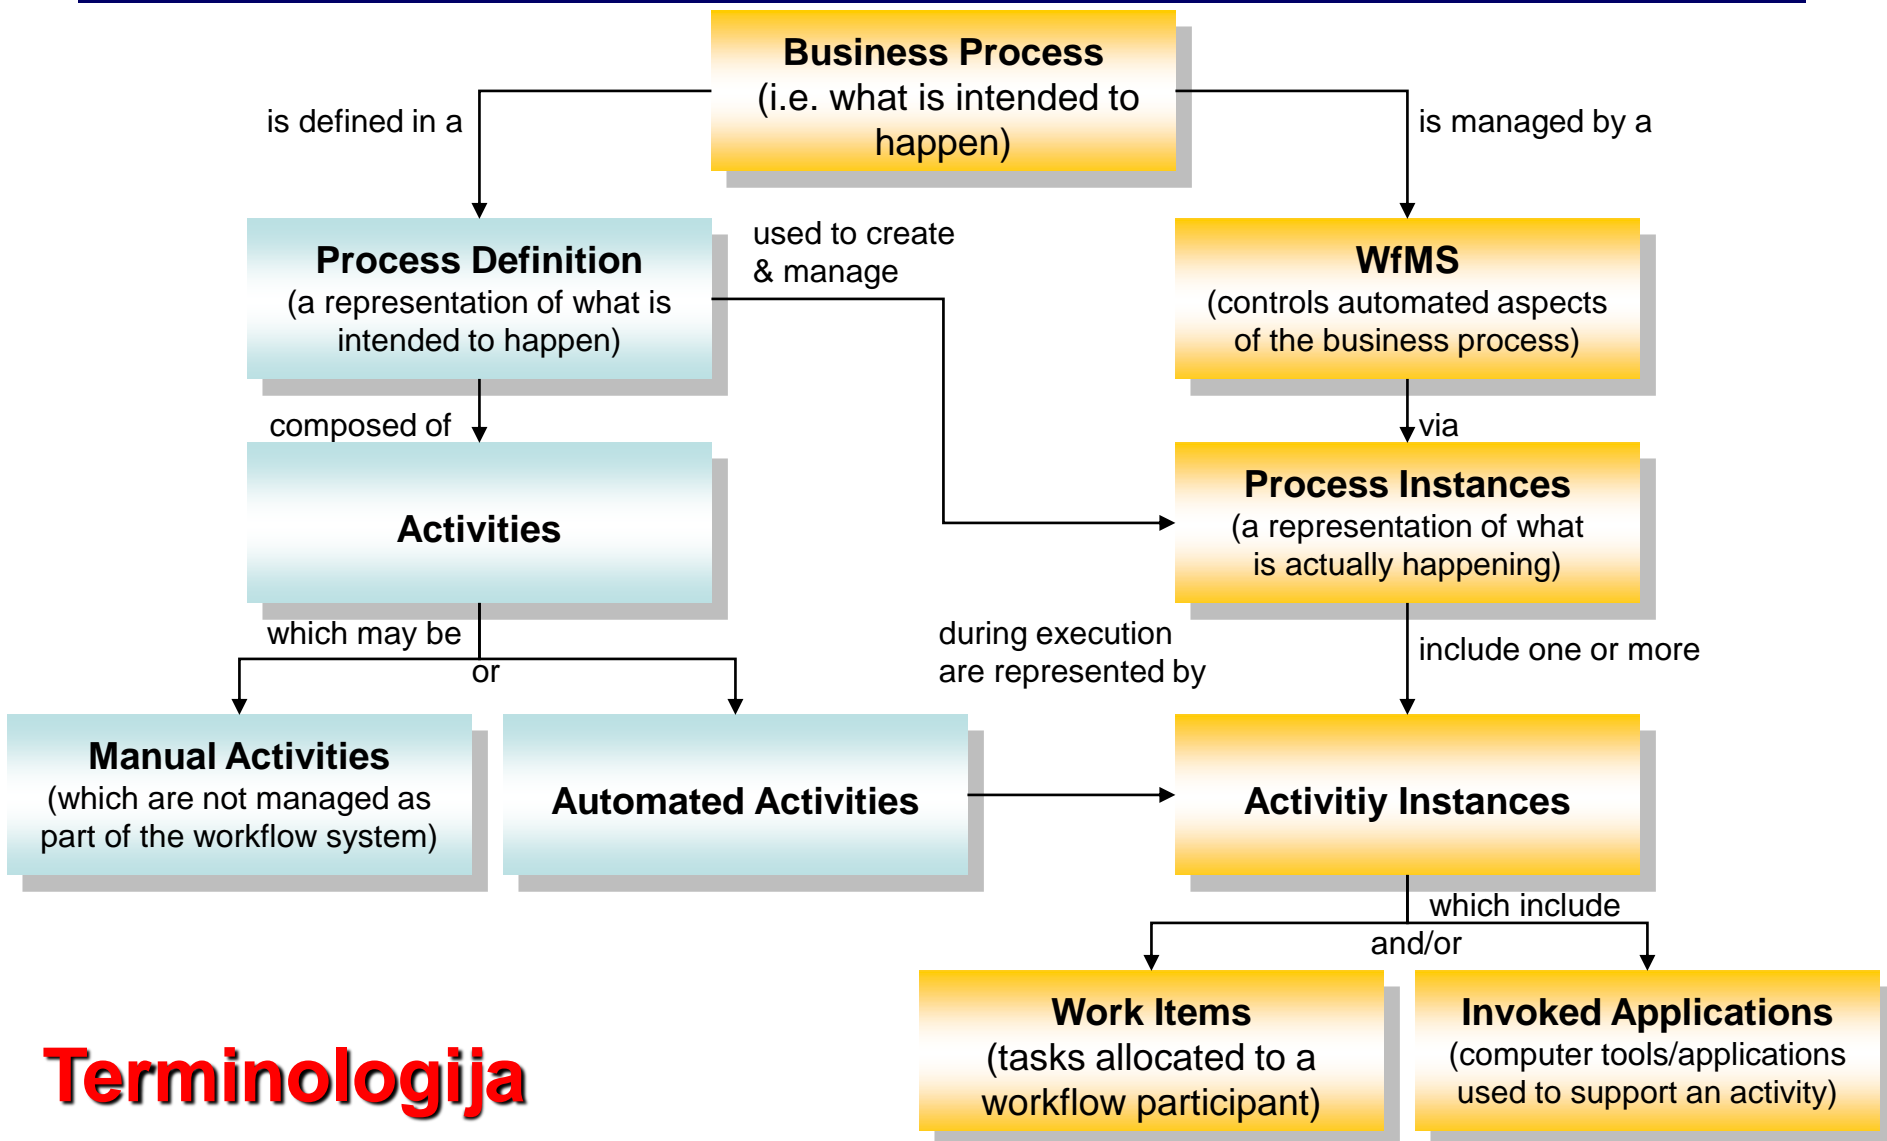 Business Process
(i.e. what is intended to
happen)
is defined in a
is managed by a
Process Definition
(a representation of what is
intended to happen)
used to create
& manage
WfMS
(controls automated aspects
of the business process)
composed of
via
Activities
Process Instances
(a representation of what
is actually happening)
which may be
or
during execution
are represented by
include one or more
Manual Activities
(which are not managed as
part of the workflow system)
Automated Activities
Activitiy Instances
which include
and/or
Work Items
(tasks allocated to a
workflow participant)
Invoked Applications
(computer tools/applications
used to support an activity)
Terminologija